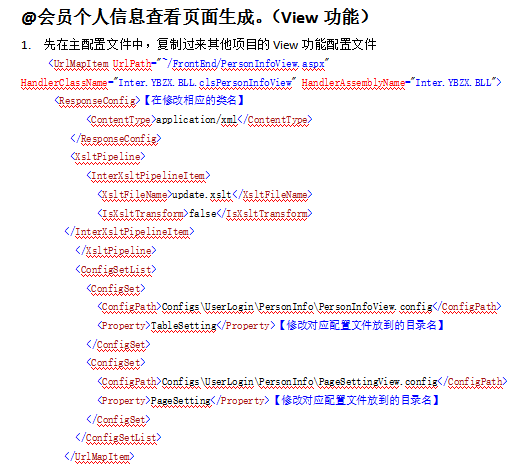 @会员个人信息查看页面生成。（View 功能）
1. 先在主配置文件中，复制过来其他项目的 View 功能配置文件
<UrlMapItem UrlPath="~/FrontEnd/PersonInfoView.aspx"
HandlerClassName="Inter.YBZX.BLL.clsPersonInfoView" HandlerAssemblyName="Inter.YBZX.BLL">
<ResponseConfig>【在修改相应的类名】
<ContentType>application/xml</ContentType>
</ResponseConfig>
<XsltPipeline>
<InterXsltPipelineItem>
<XsltFileName>update.xslt</XsltFileName>
<IsXsltTransform>false</IsXsltTransform>
</InterXsltPipelineItem>
</XsltPipeline>
<ConfigSetList>
<ConfigSet>
<ConfigPath>Configs\UserLogin\PersonInfo\PersonInfoView.config</ConfigPath>
<Property>TableSetting</Property>【修改对应配置文件放到的目录名】
</ConfigSet>
<ConfigSet>
<ConfigPath>Configs\UserLogin\PersonInfo\PageSettingView.config</ConfigPath>
<Property>PageSetting</Property>【修改对应配置文件放到的目录名】
</ConfigSet>
</ConfigSetList>
</UrlMapItem>